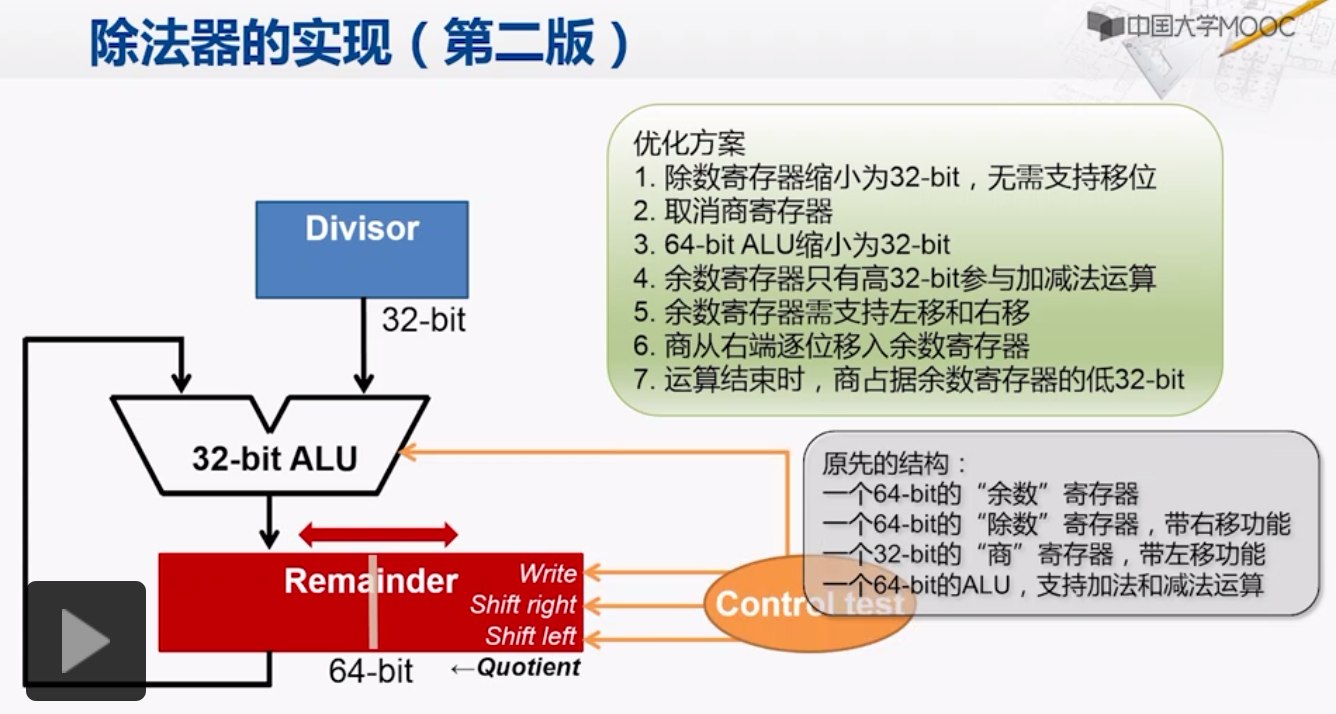 除法器的实现（第二版）
中国大学MOOC
优化方案
1. 除数寄存器缩小为32-bit，无需支持移位
2. 取消商寄存器
3. 64-bit ALU缩小为32-bit
4. 余数寄存器只有高32-bit参与加减法运算
5. 余数寄存器需支持左移和右移
6. 商从右端逐位移入余数寄存器
7. 运算结束时，商占据余数寄存器的低32-bit
Divisor
32-bit
32-bit ALU
原先的结构：
一个64-bit的“余数”寄存器
一个64-bit的“除数”寄存器，带右移功能
一个32-bit的“商”寄存器，带左移功能
一个64-bit的ALU，支持加法和减法运算
Remainder
Write
Shift right
Shift left
Control test
64-bit
←Quotient